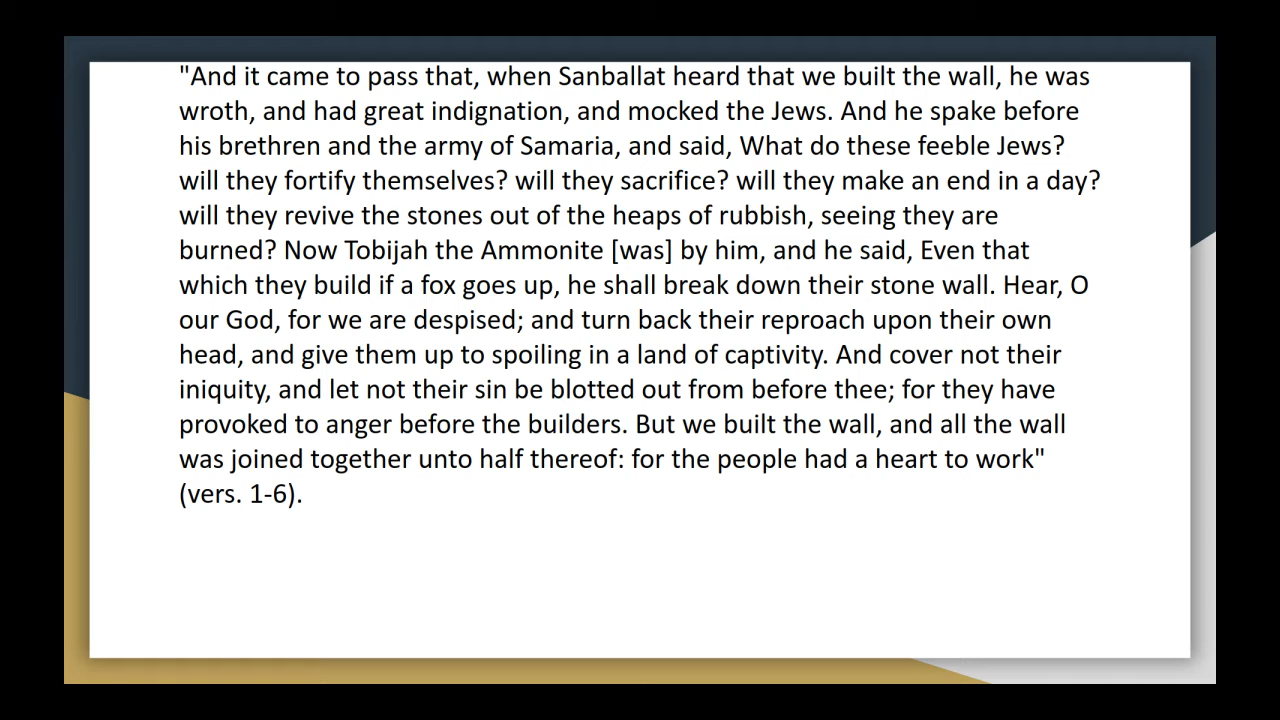 "And it came to pass that, when Sanballat heard that we built the wall, he was
wroth, and had great indignation, and mocked the Jews. And he spake before
his brethren and the army of Samaria, and said, What do these feeble Jews?
will they fortify themselves? will they sacrifice? will they make an end in a day?
will they revive the stones out of the heaps of rubbish, seeing they are
burned? Now Tobijah the Ammonite [was] by him, and he said, Even that
which they build if a fox goes up, he shall break down their stone wall. Hear, O
our God, for we are despised; and turn back their reproach upon their own
head, and give them up to spoiling in a land of captivity. And cover not their
iniquity, and let not their sin be blotted out from before thee; for they have
provoked to anger before the builders. But we built the wall, and all the wall
was joined together unto half thereof: for the people had a heart to work"
(vers. 1-6).